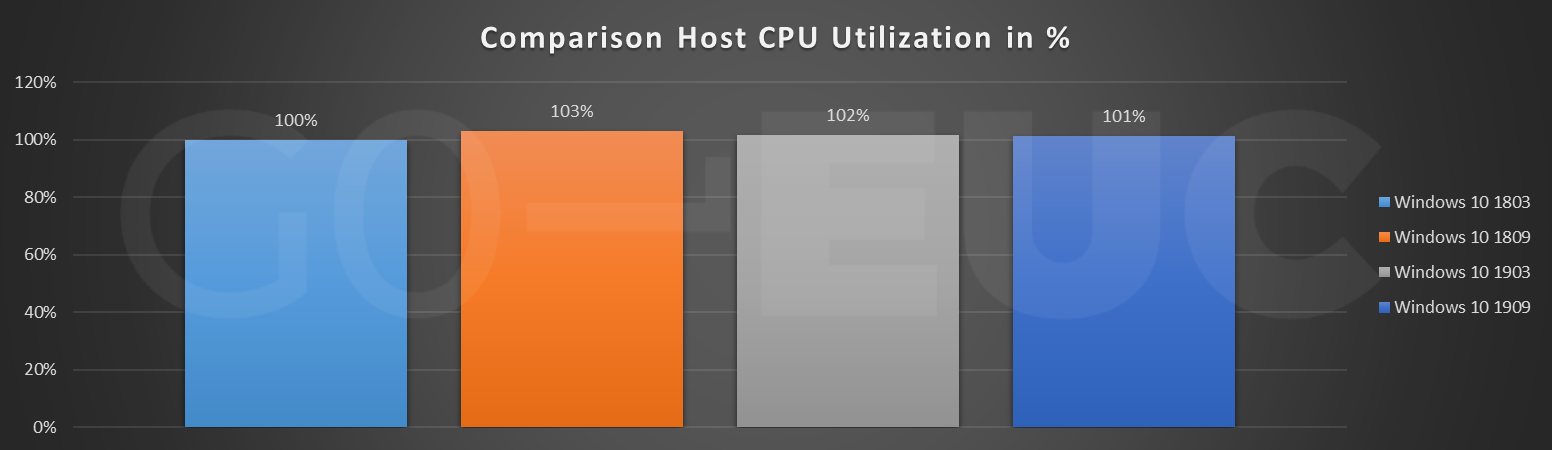 Comparison Host CPU Utilization in %
120%
100%
80%
60%
40%
20%
0%
100%
103%
102%
101%
GO-EUC
Windows 10 1803
Windows 10 1809
Windows 10 1903
Windows 10 1909